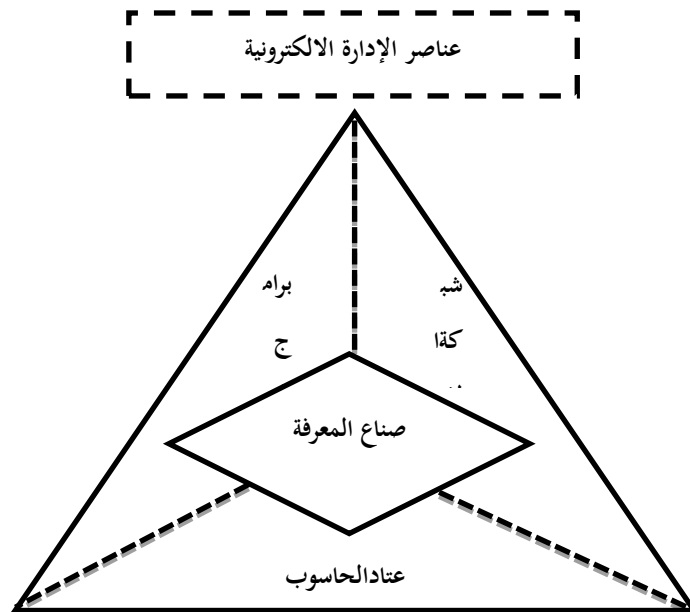 عناصر الإدارة الالكترونية
شب
كةا
برام
ج
صناع المعرفة
عتادالحاسوب